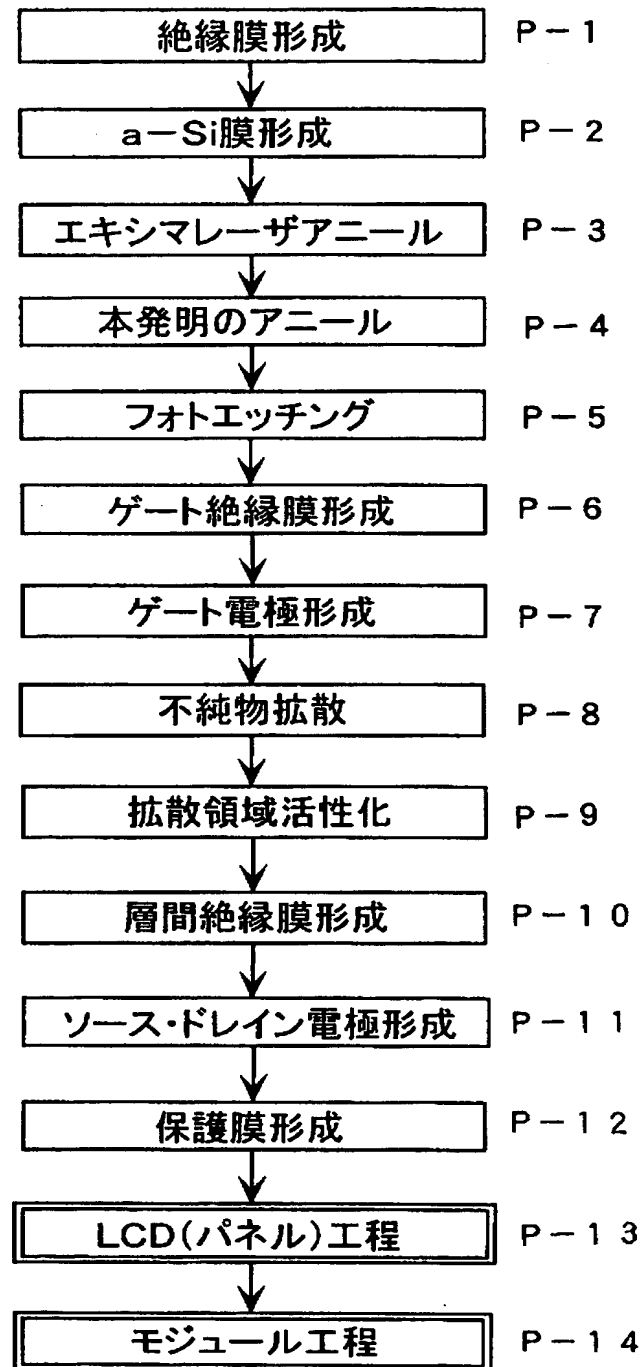 絶縁膜形成 P-1
a-Si膜形成 P-2
エキシマレーザアニール P-3
本発明のアニール P-4
フォトエッチング P-5
ゲート絶縁膜形成 P-6
ゲート電極形成 P-7
不純物拡散 P-8
拡散領域活性化 P-9
層間絶縁膜形成 P-10
ソース・ドレイン電極形成 P-11
保護膜形成 P-12
LCD(パネル)工程 P-13
モジュール工程 P-14